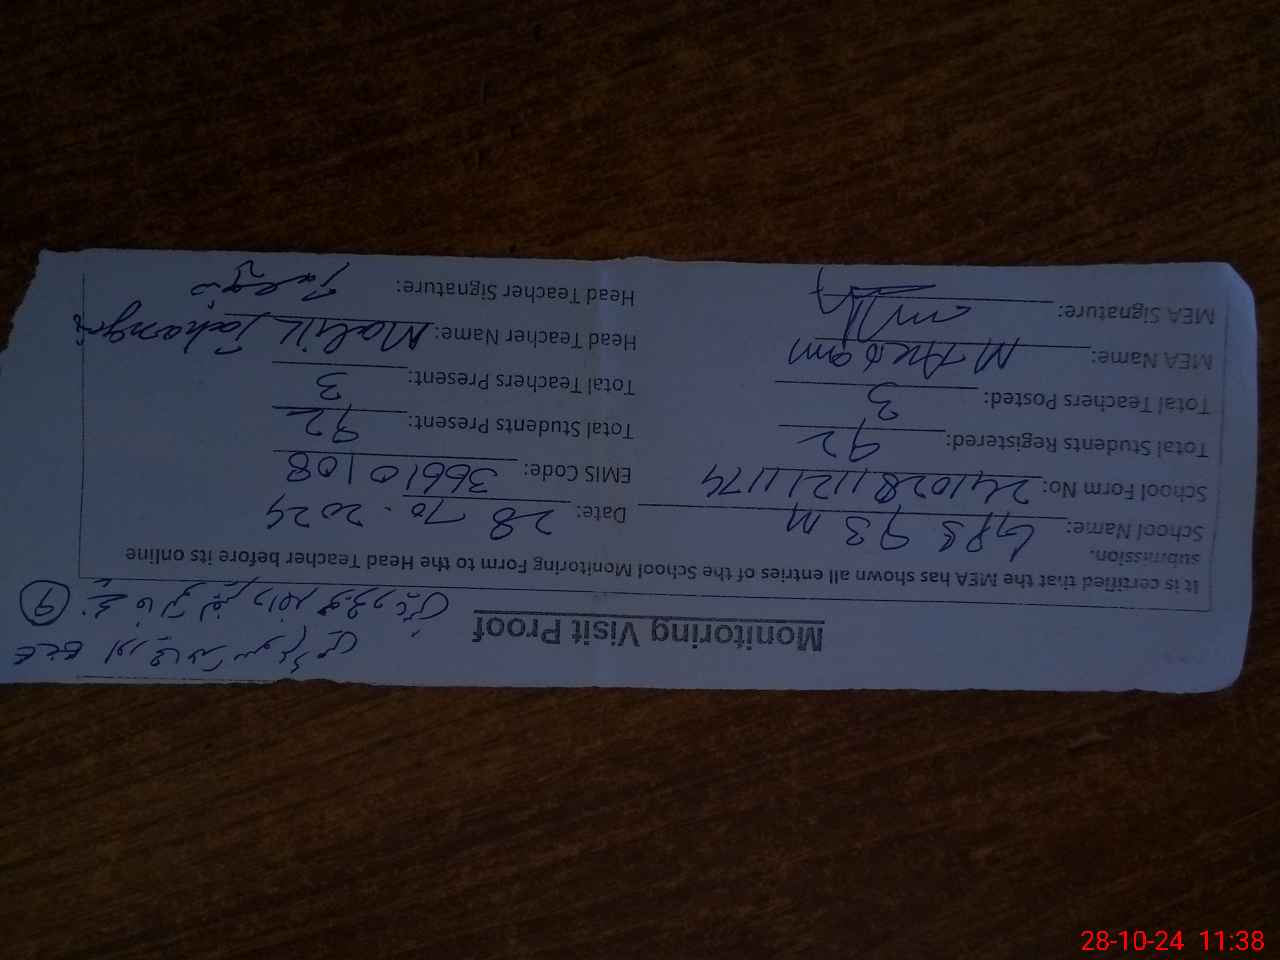 Monitoring Visit Proof
It is certified that the MEA has shown all entries of the School Monitoring Form to the Head Teacher before its online
submission.
School Name: GPS 93 M Date: 28 10. 2024
School Form No: 241028112111174 EMIS Code: 36610108
Total Students Registered: 92 Total Students Present: 92
Total Teachers Posted: 3 Total Teachers Present: 3
MEA Name: Head Teacher Name: Malik Jahangir
MEA Signature: Head Teacher Signature:
28-10-24 11:38